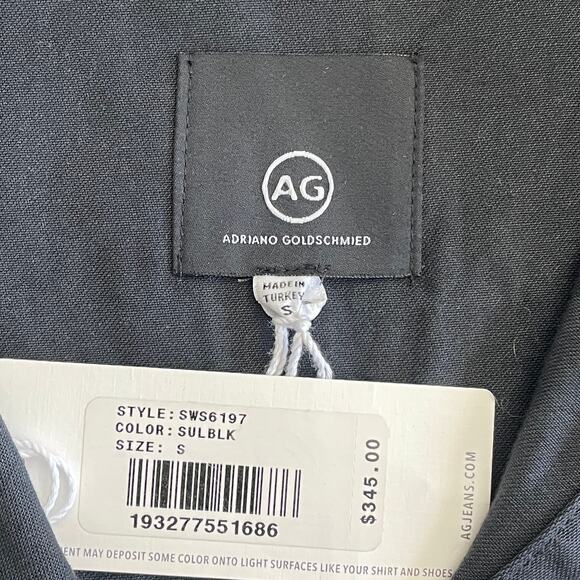 AG
ADRIANO GOLDSCHMIED
MADE IN
TURKEY
S
STYLE: SWS6197
COLOR: SULBLK
SIZE: S
193277551686
$345.00
AGJEANS.COM
MAY DEPOSIT SOME COLOR ONTO LIGHT SURFACES LIKE YOUR SHIRT AND SHOES